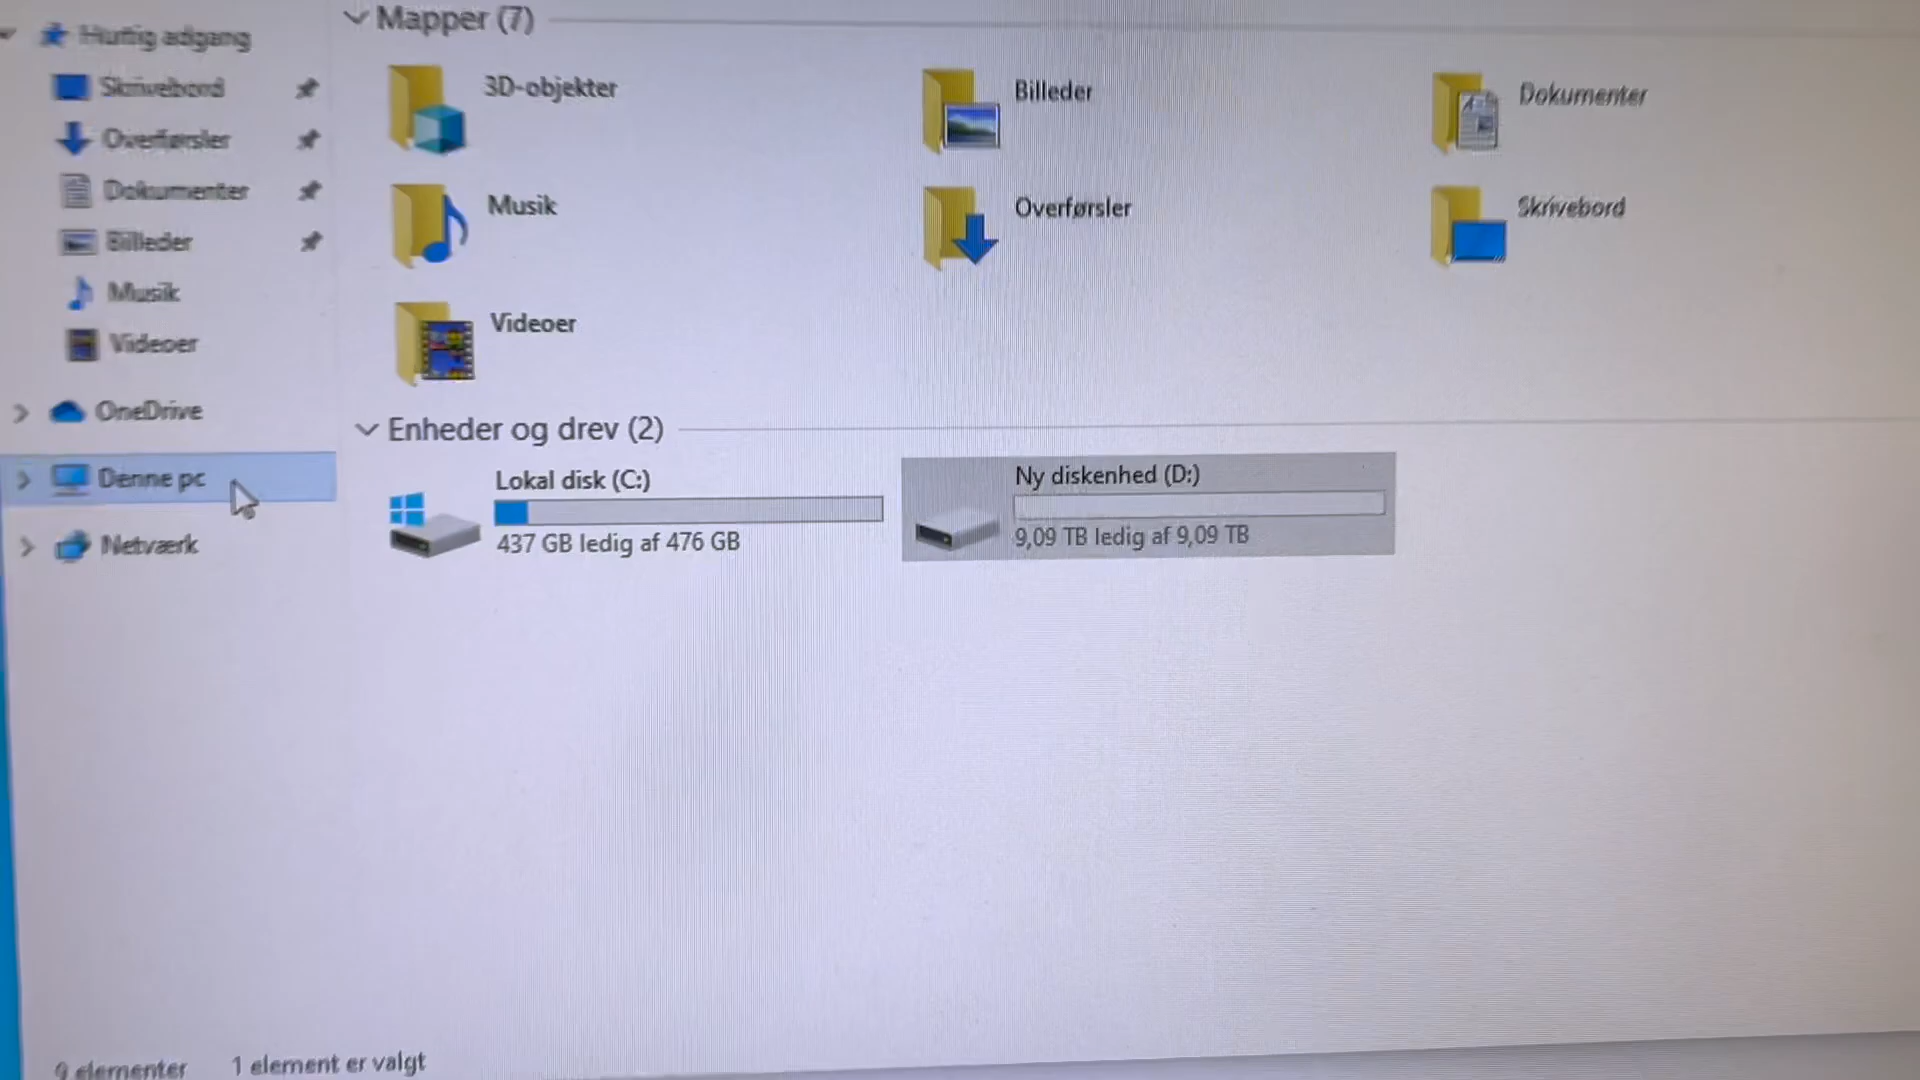 Hurtig adgang
Skrivebord
Overførsler
Dokumenter
Billeder
Musik
Videoer
OneDrive
Denne pc
Netværk
Mapper (7)
3D-objekter
Billeder
Dokumenter
Musik
Overførsler
Skrivebord
Videoer
Enheder og drev (2)
Lokal disk (C:)
437 GB ledig af 476 GB
Ny diskenhed (D:)
9,09 TB ledig af 9,09 TB
9 elementer
1 element er valgt